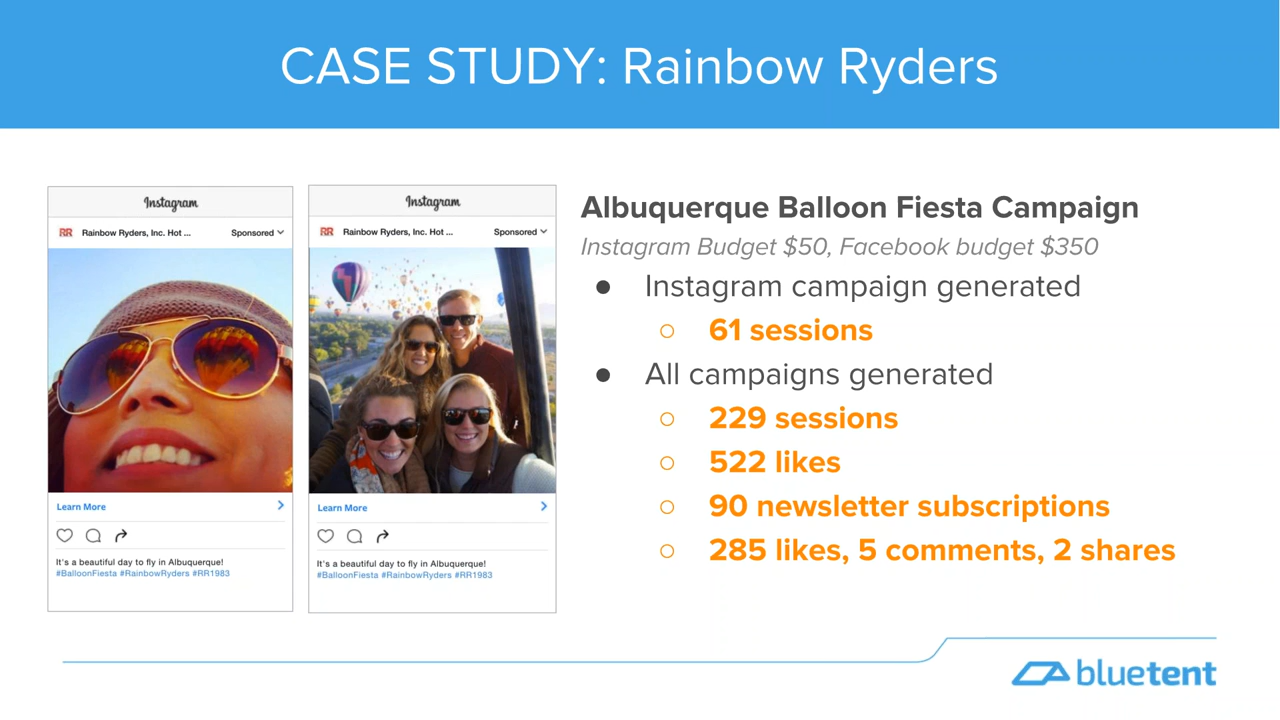 CASE STUDY: Rainbow Ryders
Instagram
RR Rainbow Ryders, Inc. Hot ... Sponsored
Learn More
It's a beautiful day to fly in Albuquerque!
#BalloonFiesta #RainbowRyders #RR1983
Instagram
RR Rainbow Ryders, Inc. Hot ... Sponsored
Learn More
It's a beautiful day to fly in Albuquerque!
#BalloonFiesta #RainbowRyders #RR1983
Albuquerque Balloon Fiesta Campaign
Instagram Budget $50, Facebook budget $350
● Instagram campaign generated
○ 61 sessions
● All campaigns generated
○ 229 sessions
○ 522 likes
○ 90 newsletter subscriptions
○ 285 likes, 5 comments, 2 shares
bluetent